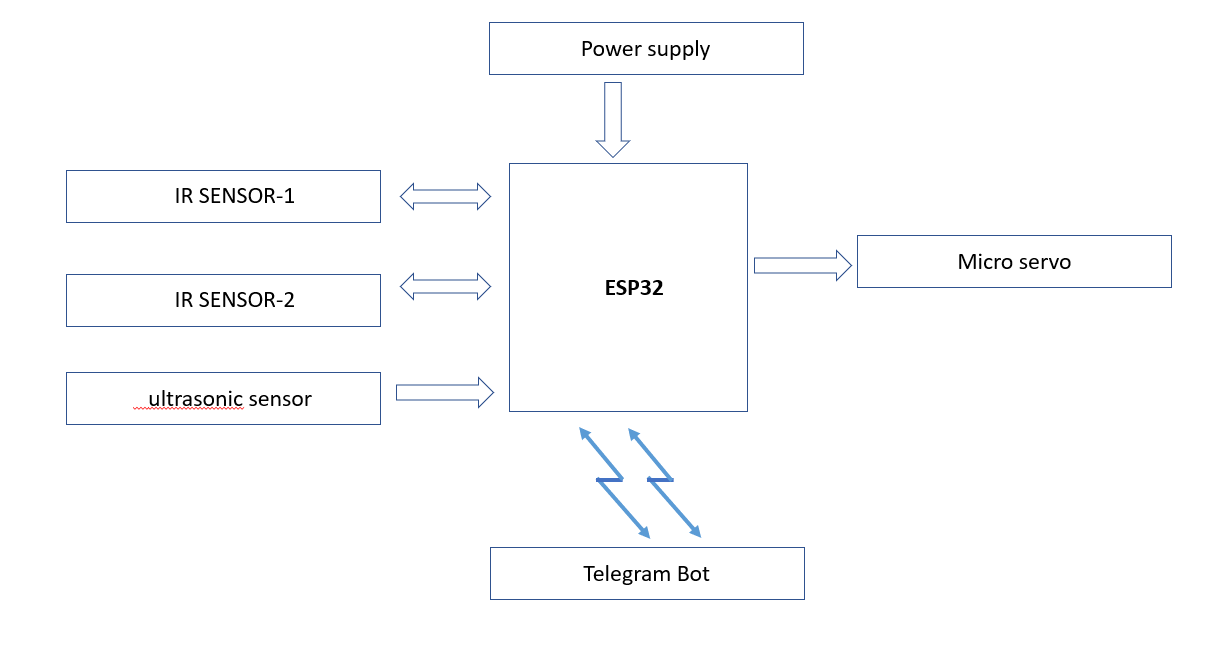 Power supply
IR SENSOR-1
IR SENSOR-2
ultrasonic sensor
ESP32
Micro servo
Telegram Bot